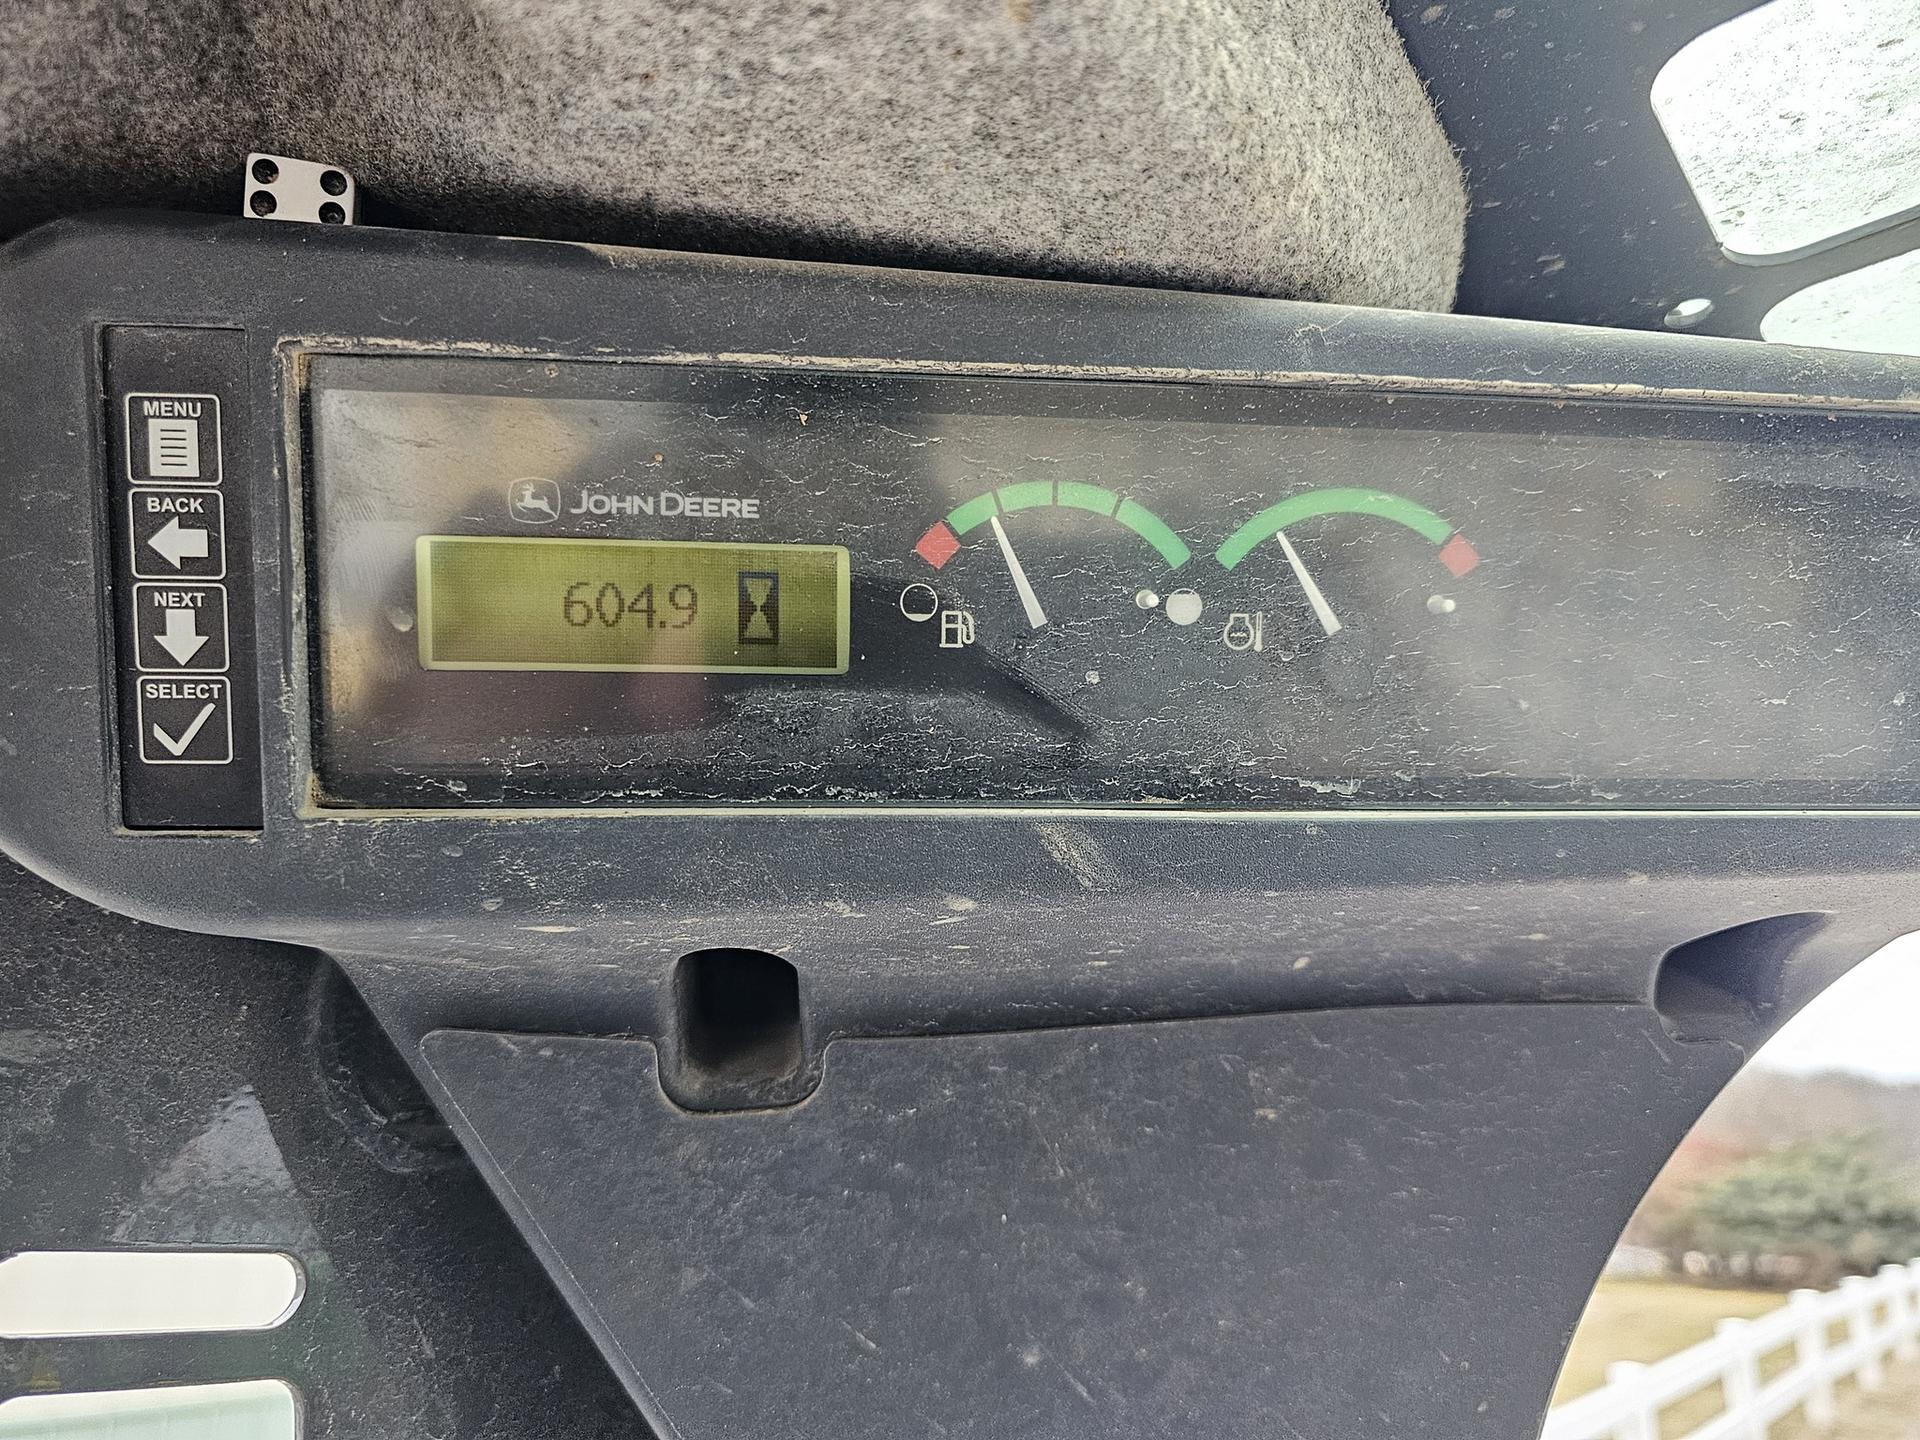 MENU
BACK
NEXT
SELECT
JOHN DEERE
604.9